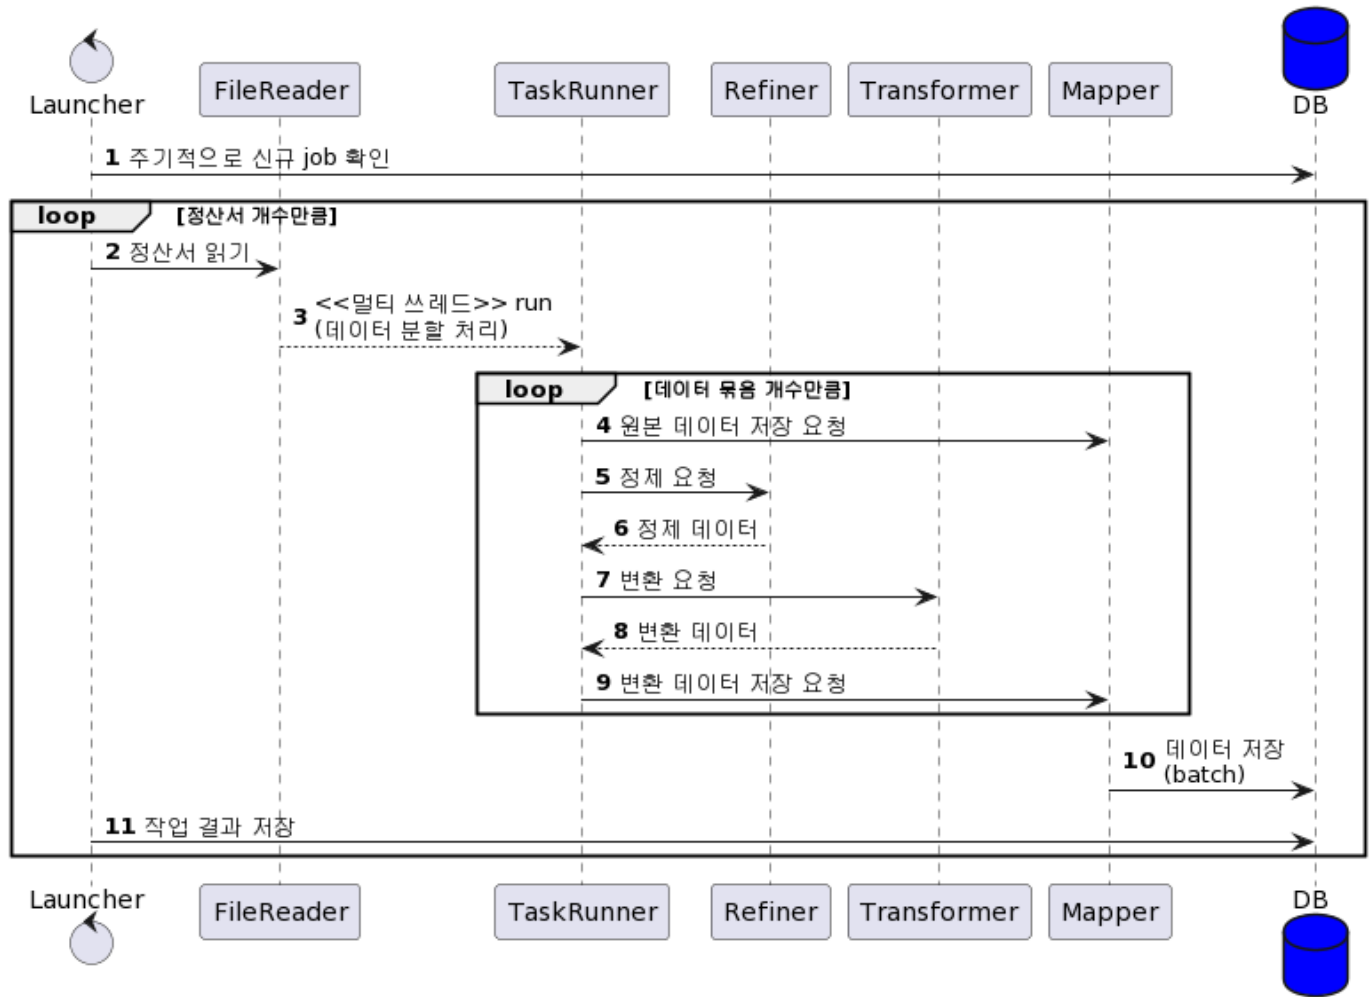 Launcher
FileReader
TaskRunner
Refiner
Transformer
Mapper
DB
1 주기적으로 신규 job 확인
loop [정산서 개수만큼]
2 정산서 읽기
3 <<멀티 쓰레드>> run
(데이터 분할 처리)
loop [데이터 묶음 개수만큼]
4 원본 데이터 저장 요청
5 정제 요청
6 정제 데이터
7 변환 요청
8 변환 데이터
9 변환 데이터 저장 요청
10 데이터 저장
(batch)
11 작업 결과 저장
Launcher
FileReader
TaskRunner
Refiner
Transformer
Mapper
DB